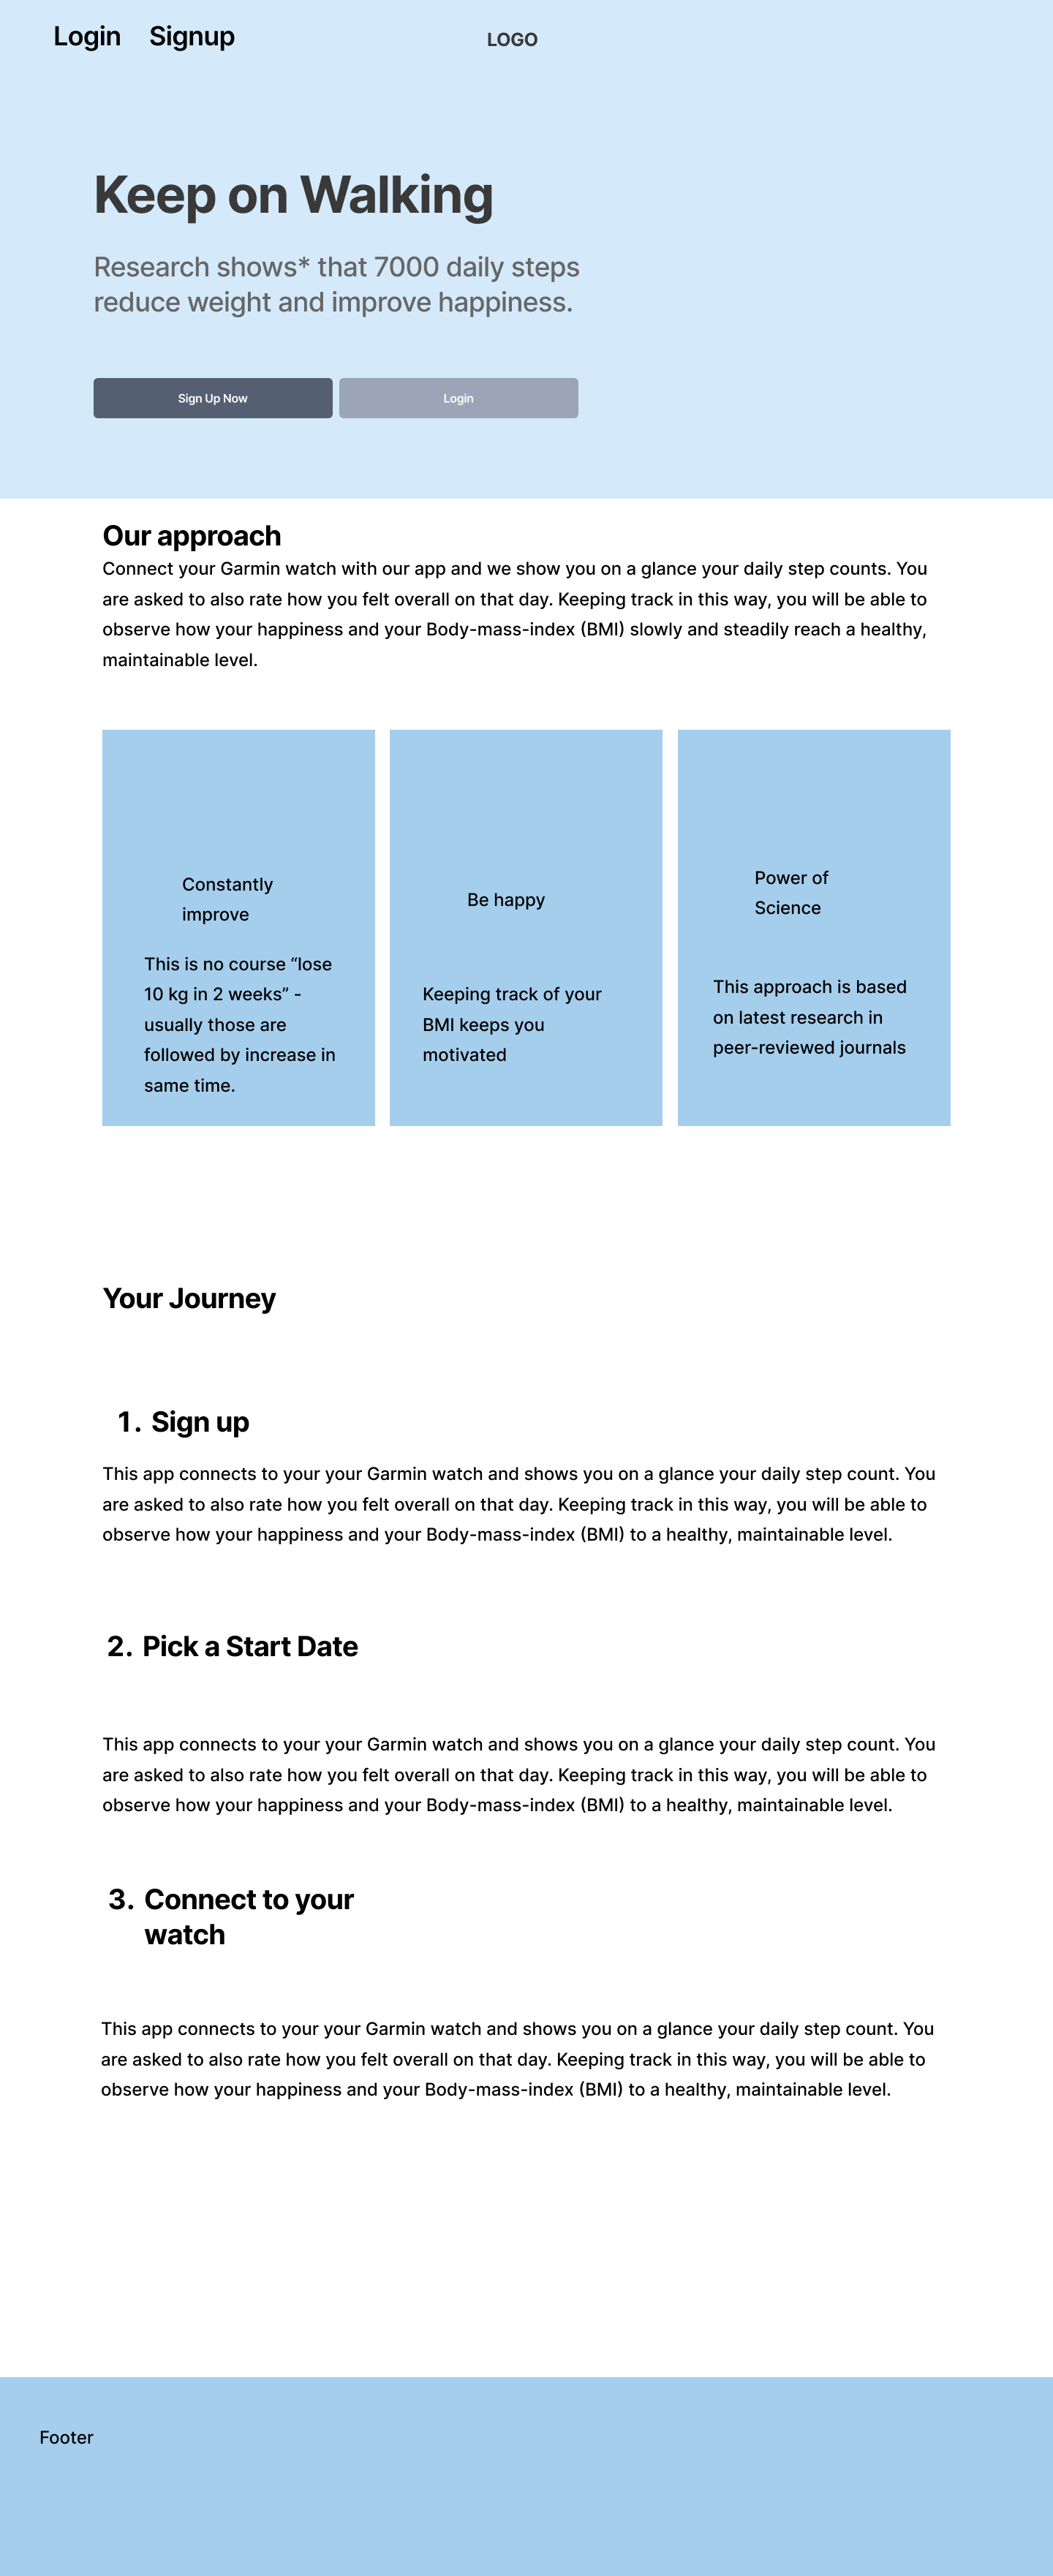 Login Signup LOGO
Keep on Walking
Research shows* that 7000 daily steps
reduce weight and improve happiness.
Sign Up Now Login
Our approach
Connect your Garmin watch with our app and we show you on a glance your daily step counts. You
are asked to also rate how you felt overall on that day. Keeping track in this way, you will be able to
observe how your happiness and your Body-mass-index (BMI) slowly and steadily reach a healthy,
maintainable level.
Constantly
improve
This is no course “lose
10 kg in 2 weeks” -
usually those are
followed by increase in
same time.
Be happy
Keeping track of your
BMI keeps you
motivated
Power of
Science
This approach is based
on latest research in
peer-reviewed journals
Your Journey
1. Sign up
This app connects to your your Garmin watch and shows you on a glance your daily step count. You
are asked to also rate how you felt overall on that day. Keeping track in this way, you will be able to
observe how your happiness and your Body-mass-index (BMI) to a healthy, maintainable level.
2. Pick a Start Date
This app connects to your your Garmin watch and shows you on a glance your daily step count. You
are asked to also rate how you felt overall on that day. Keeping track in this way, you will be able to
observe how your happiness and your Body-mass-index (BMI) to a healthy, maintainable level.
3. Connect to your
watch
This app connects to your your Garmin watch and shows you on a glance your daily step count. You
are asked to also rate how you felt overall on that day. Keeping track in this way, you will be able to
observe how your happiness and your Body-mass-index (BMI) to a healthy, maintainable level.
Footer